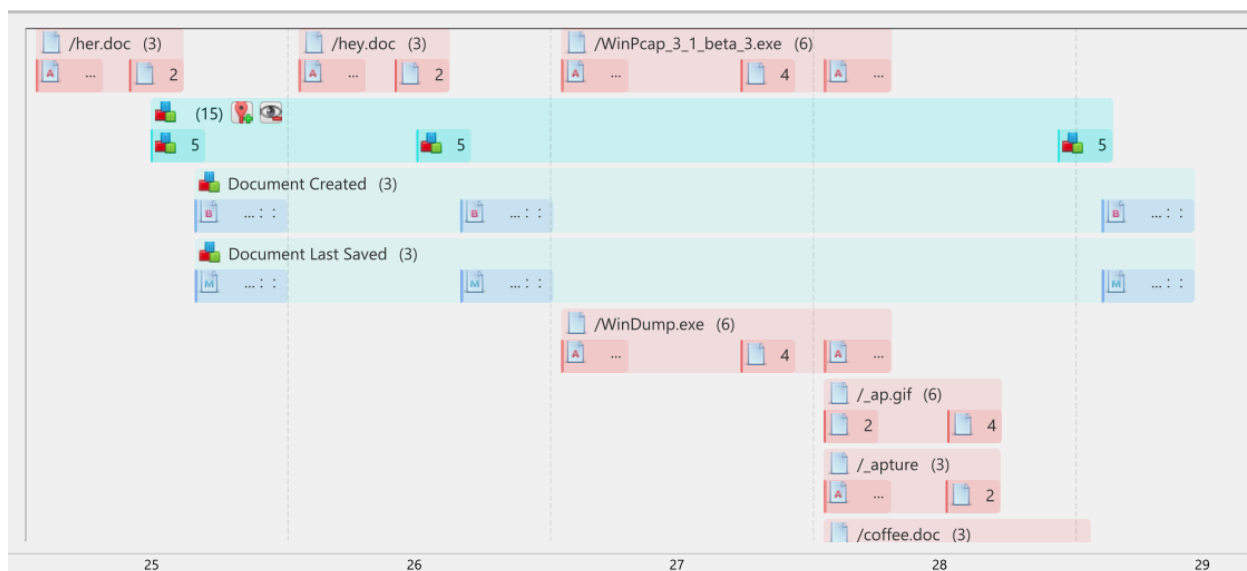 /her.doc (3) /hey.doc (3) /WinPcap_3_1_beta_3.exe (6)
A ... 2 A ... 2 A ... 4 A ...
(15)
5 5 5
Document Created (3)
B ...: : B ...: : B ...: :
Document Last Saved (3)
M ...: : M ...: : M ...: :
/WinDump.exe (6)
A ... 4 A ...
/_ap.gif (6)
2 4
/_apture (3)
A ... 2
/coffee.doc (3)
25 26 27 28 29